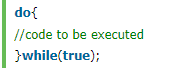 do{
//code to be executed
}while(true);